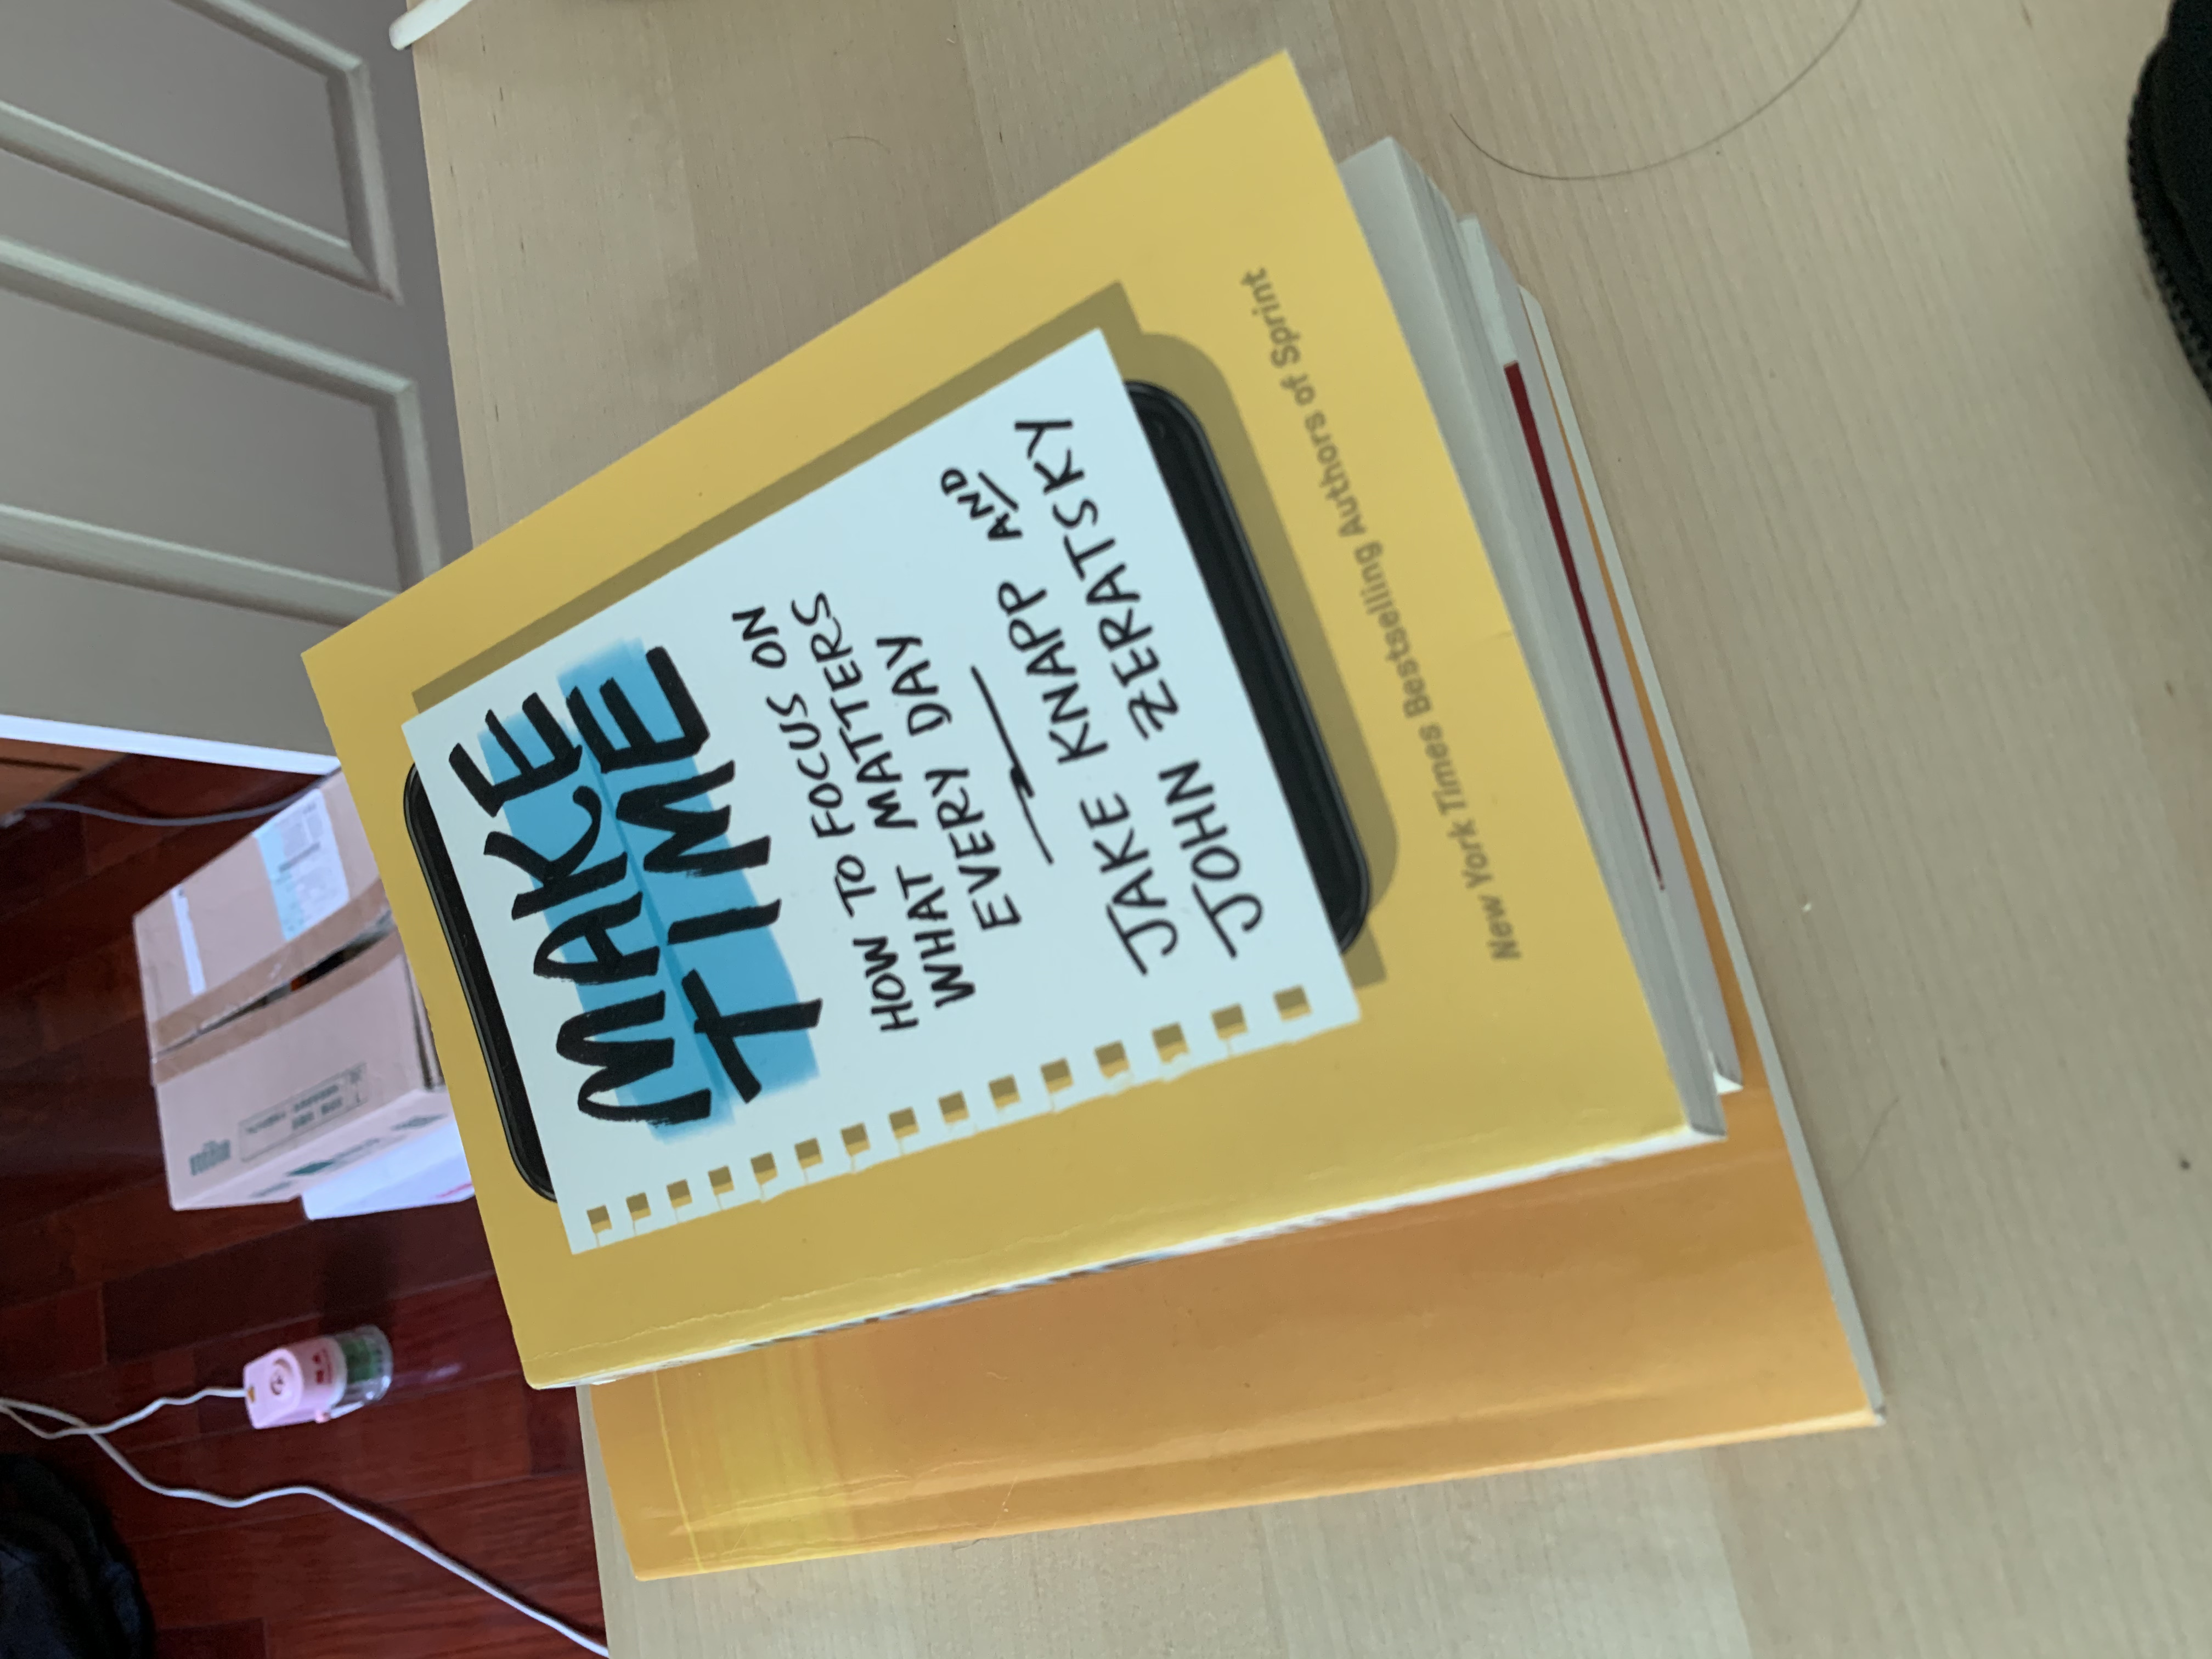 MAKE
TIME
HOW TO FOCUS ON
WHAT MATTERS
EVERY DAY
JAKE KNAPP AND
JOHN ZERATSKY
New York Times Bestselling Authors of Sprint